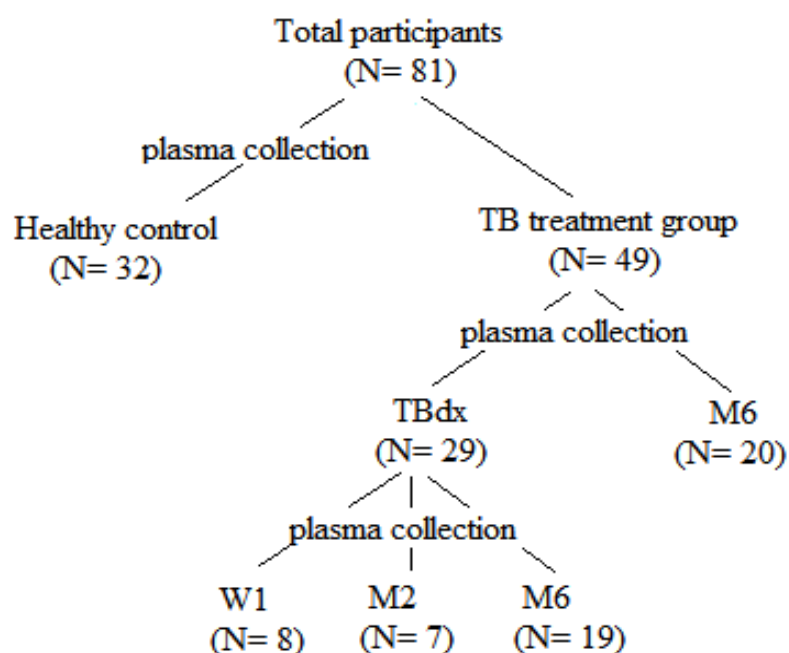 Total participants
(N= 81)
plasma collection
Healthy control
(N= 32)
TB treatment group
(N= 49)
plasma collection
TBdx
(N= 29)
M6
(N= 20)
plasma collection
W1
(N= 8)
M2
(N= 7)
M6
(N= 19)